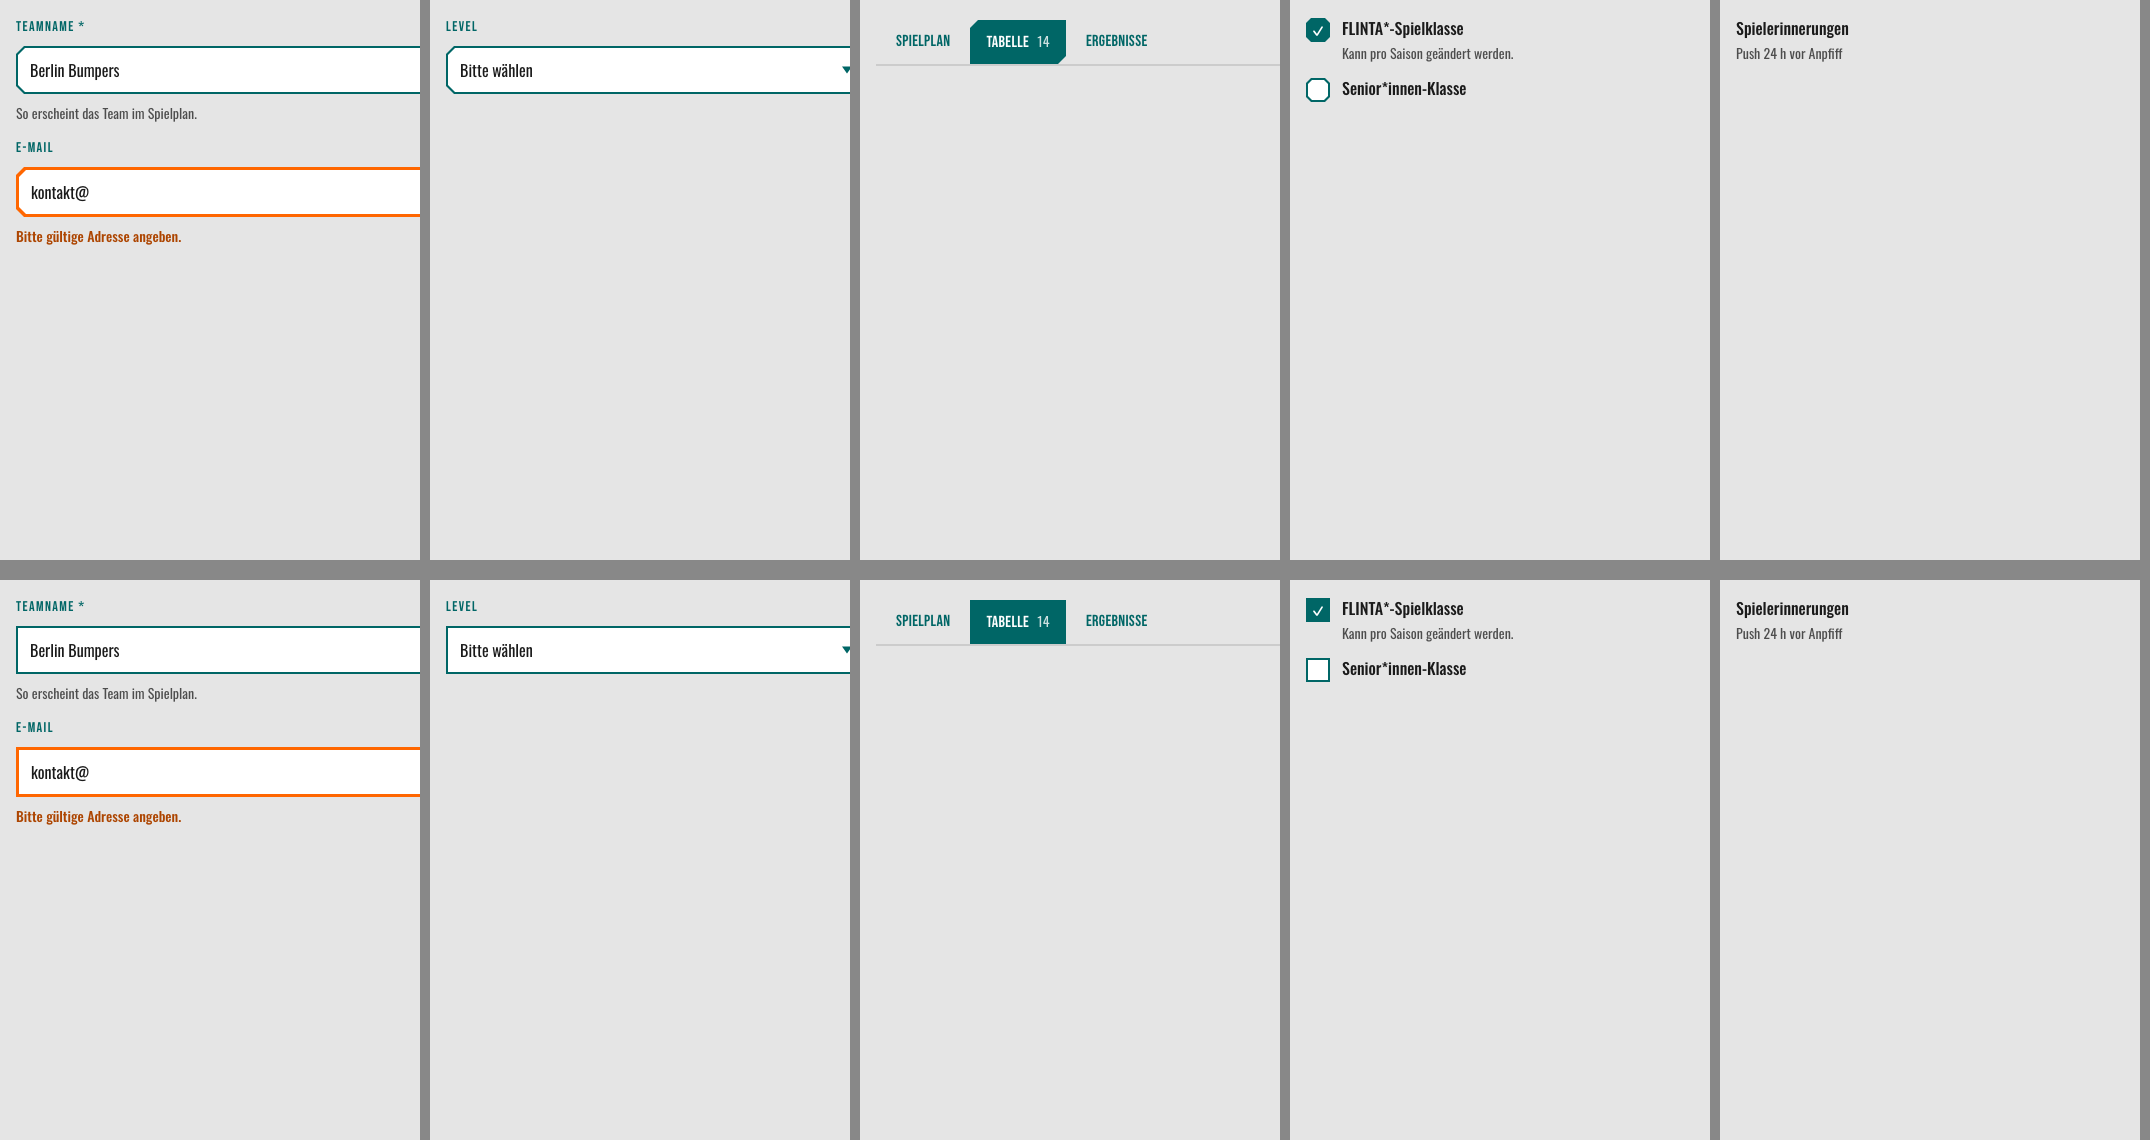 TEAMNAME *
Berlin Bumpers
So erscheint das Team im Spielplan.
E-MAIL
kontakt@
Bitte gültige Adresse angeben.
LEVEL
Bitte wählen
SPIELPLAN TABELLE 14 ERGEBNISSE
FLINTA*-Spielklasse
Kann pro Saison geändert werden.
Senior*innen-Klasse
Spielerinnerungen
Push 24 h vor Anpfiff
TEAMNAME *
Berlin Bumpers
So erscheint das Team im Spielplan.
E-MAIL
kontakt@
Bitte gültige Adresse angeben.
LEVEL
Bitte wählen
SPIELPLAN TABELLE 14 ERGEBNISSE
FLINTA*-Spielklasse
Kann pro Saison geändert werden.
Senior*innen-Klasse
Spielerinnerungen
Push 24 h vor Anpfiff